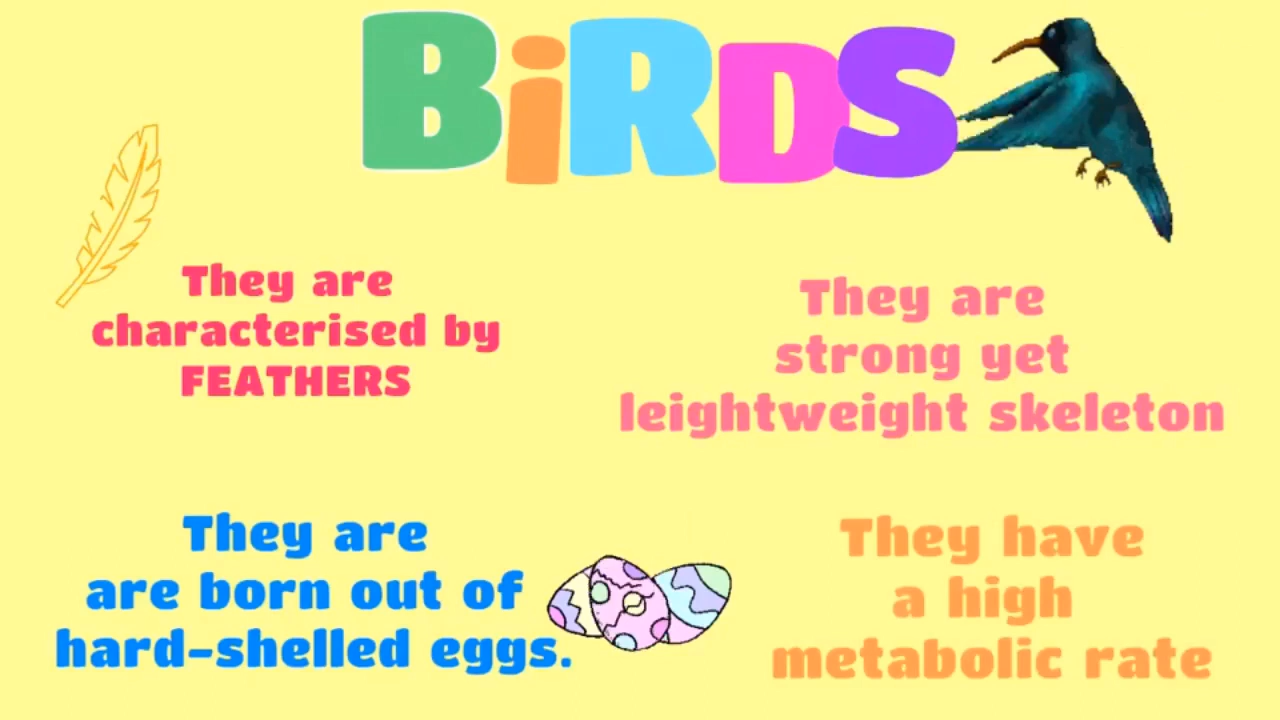 BiRDS
They are
characterised by
FEATHERS
They are
strong yet
leightweight skeleton
They are
are born out of
hard-shelled eggs.
They have
a high
metabolic rate